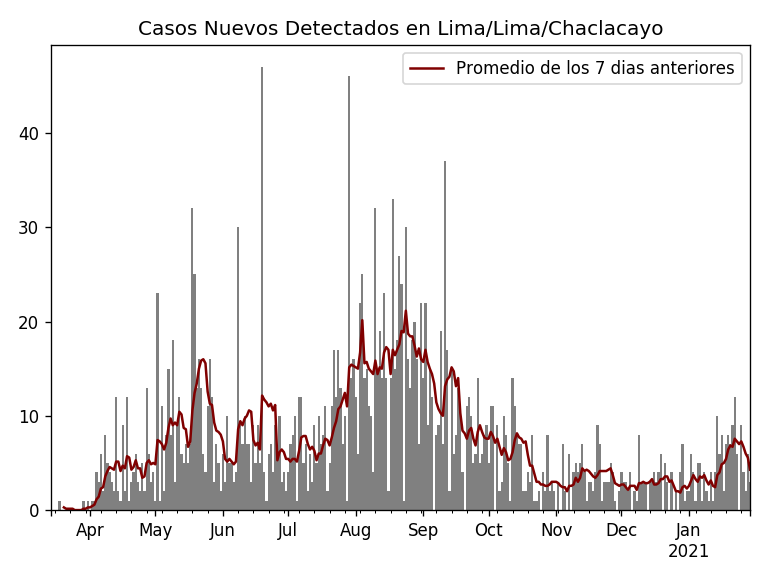 Casos Nuevos Detectados en Lima/Lima/Chaclacayo
Promedio de los 7 dias anteriores
40
30
20
10
0
Apr May Jun Jul Aug Sep Oct Nov Dec Jan
2021